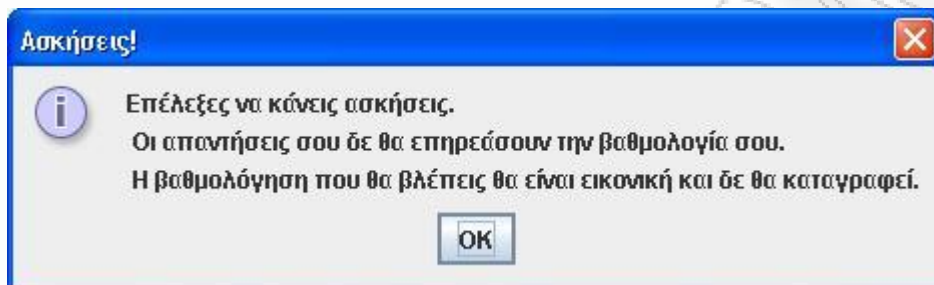 Ασκήσεις!
Επέλεξες να κάνεις ασκήσεις.
Οι απαντήσεις σου δε θα επηρεάσουν την βαθμολογία σου.
Η βαθμολόγηση που θα βλέπεις θα είναι εικονική και δε θα καταγραφεί.
OK